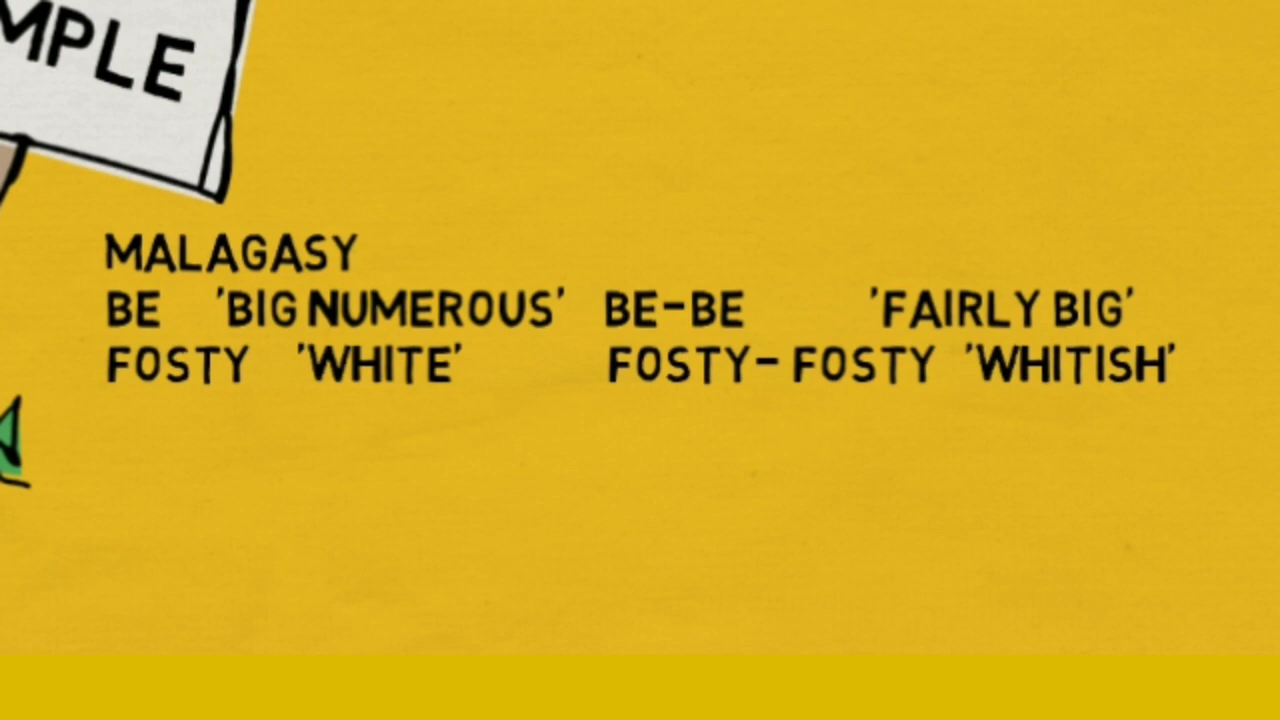 MPLE
MALAGASY
BE 'BIG NUMEROUS' BE-BE 'FAIRLY BIG'
FOSTY 'WHITE' FOSTY-FOSTY 'WHITISH'